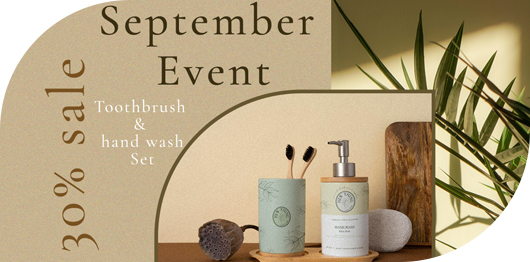 September
Event
30% sale
Toothbrush
&
hand wash
Set